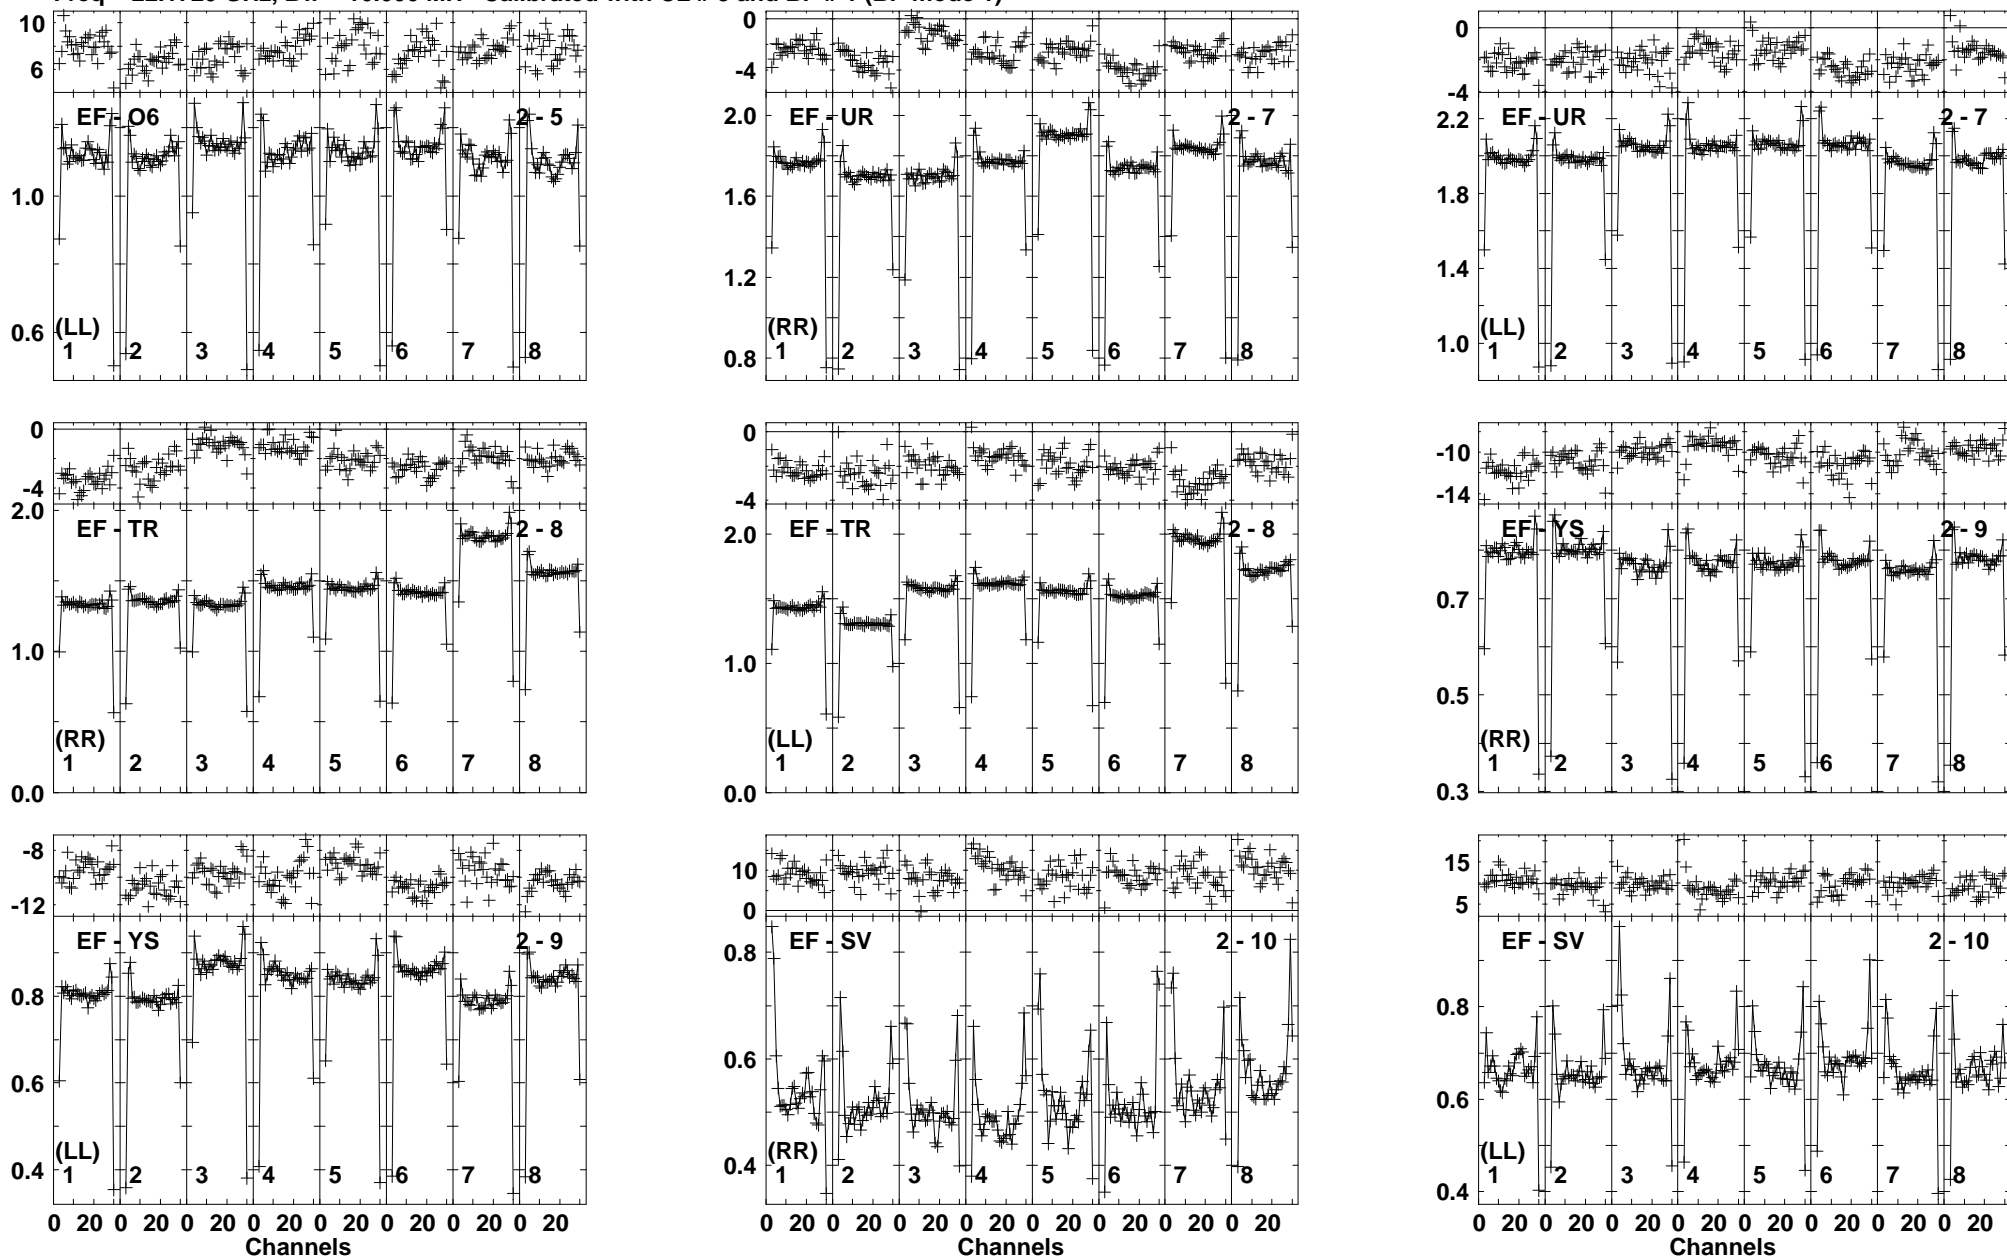 10
6
EF - O6
2 - 5
1.0
0.6
(LL)
1 2 3 4 5 6 7 8
0
-4
2.0
EF - UR
2 - 7
1.6
1.2
0.8
(RR)
1 2 3 4 5 6 7 8
0
-4
2.2
EF - UR
2 - 7
1.8
1.4
1.0
(LL)
1 2 3 4 5 6 7 8
0
-4
2.0
EF - TR
2 - 8
1.0
0.0
(RR)
1 2 3 4 5 6 7 8
0
-4
2.0
EF - TR
2 - 8
1.0
0.0
(LL)
1 2 3 4 5 6 7 8
-10
-14
EF - YS
2 - 9
0.7
0.5
0.3
(RR)
1 2 3 4 5 6 7 8
-8
-12
EF - YS
2 - 9
0.8
0.6
0.4
(LL)
1 2 3 4 5 6 7 8
0 20 0 20 0 20 0 20 0 20 0 20 0 20 0 20
Channels
10
0
0.8
EF - SV
2 - 10
0.6
0.4
(RR)
1 2 3 4 5 6 7 8
0 20 0 20 0 20 0 20 0 20 0 20 0 20 0 20
Channels
15
5
EF - SV
2 - 10
0.8
0.6
0.4
(LL)
1 2 3 4 5 6 7 8
0 20 0 20 0 20 0 20 0 20 0 20 0 20 0 20
Channels